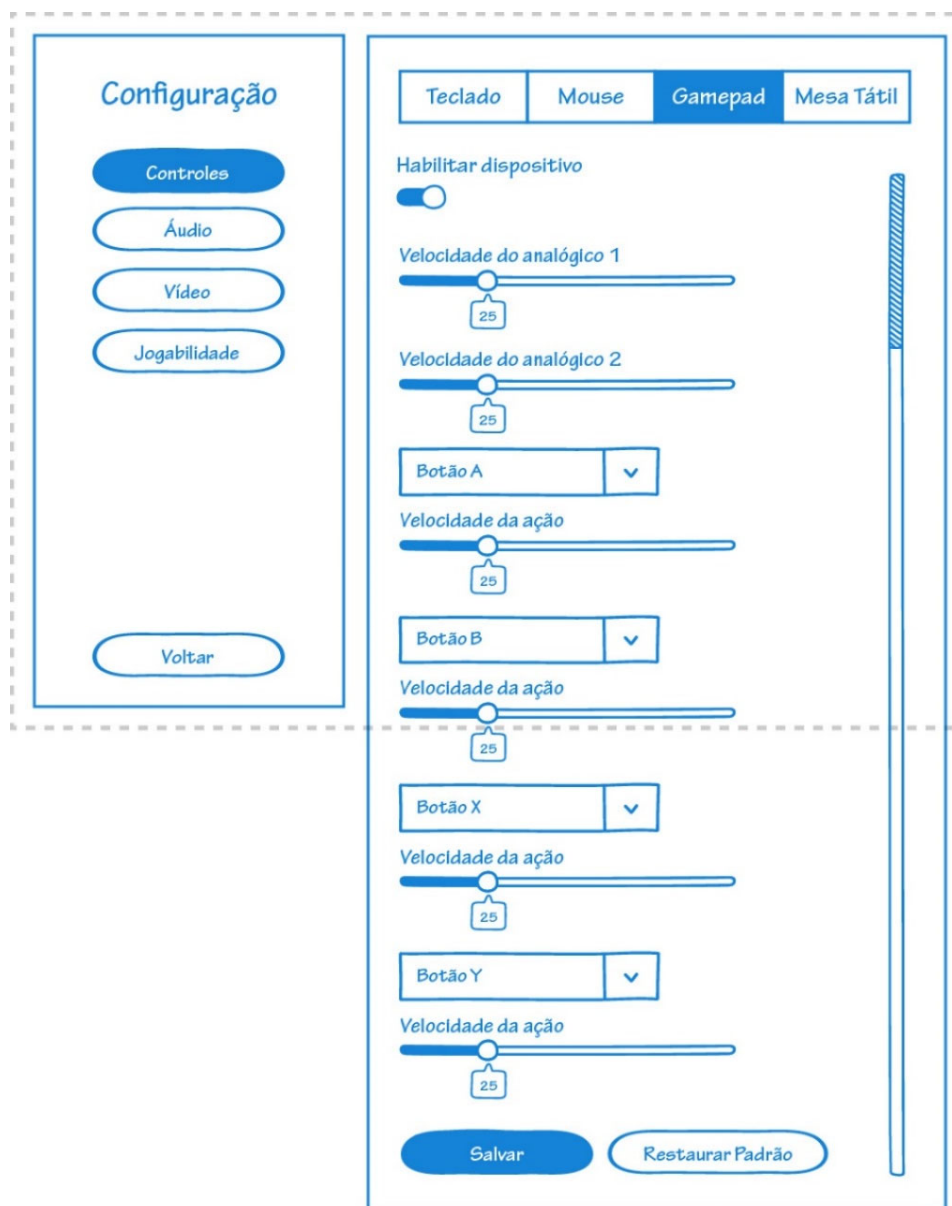 Configuração
Controles
Áudio
Vídeo
Jogabilidade
Voltar
Teclado Mouse Gamepad Mesa Tátil
Habilitar dispositivo
Velocidade do analógico 1
25
Velocidade do analógico 2
25
Botão A
Velocidade da ação
25
Botão B
Velocidade da ação
25
Botão X
Velocidade da ação
25
Botão Y
Velocidade da ação
25
Salvar Restaurar Padrão